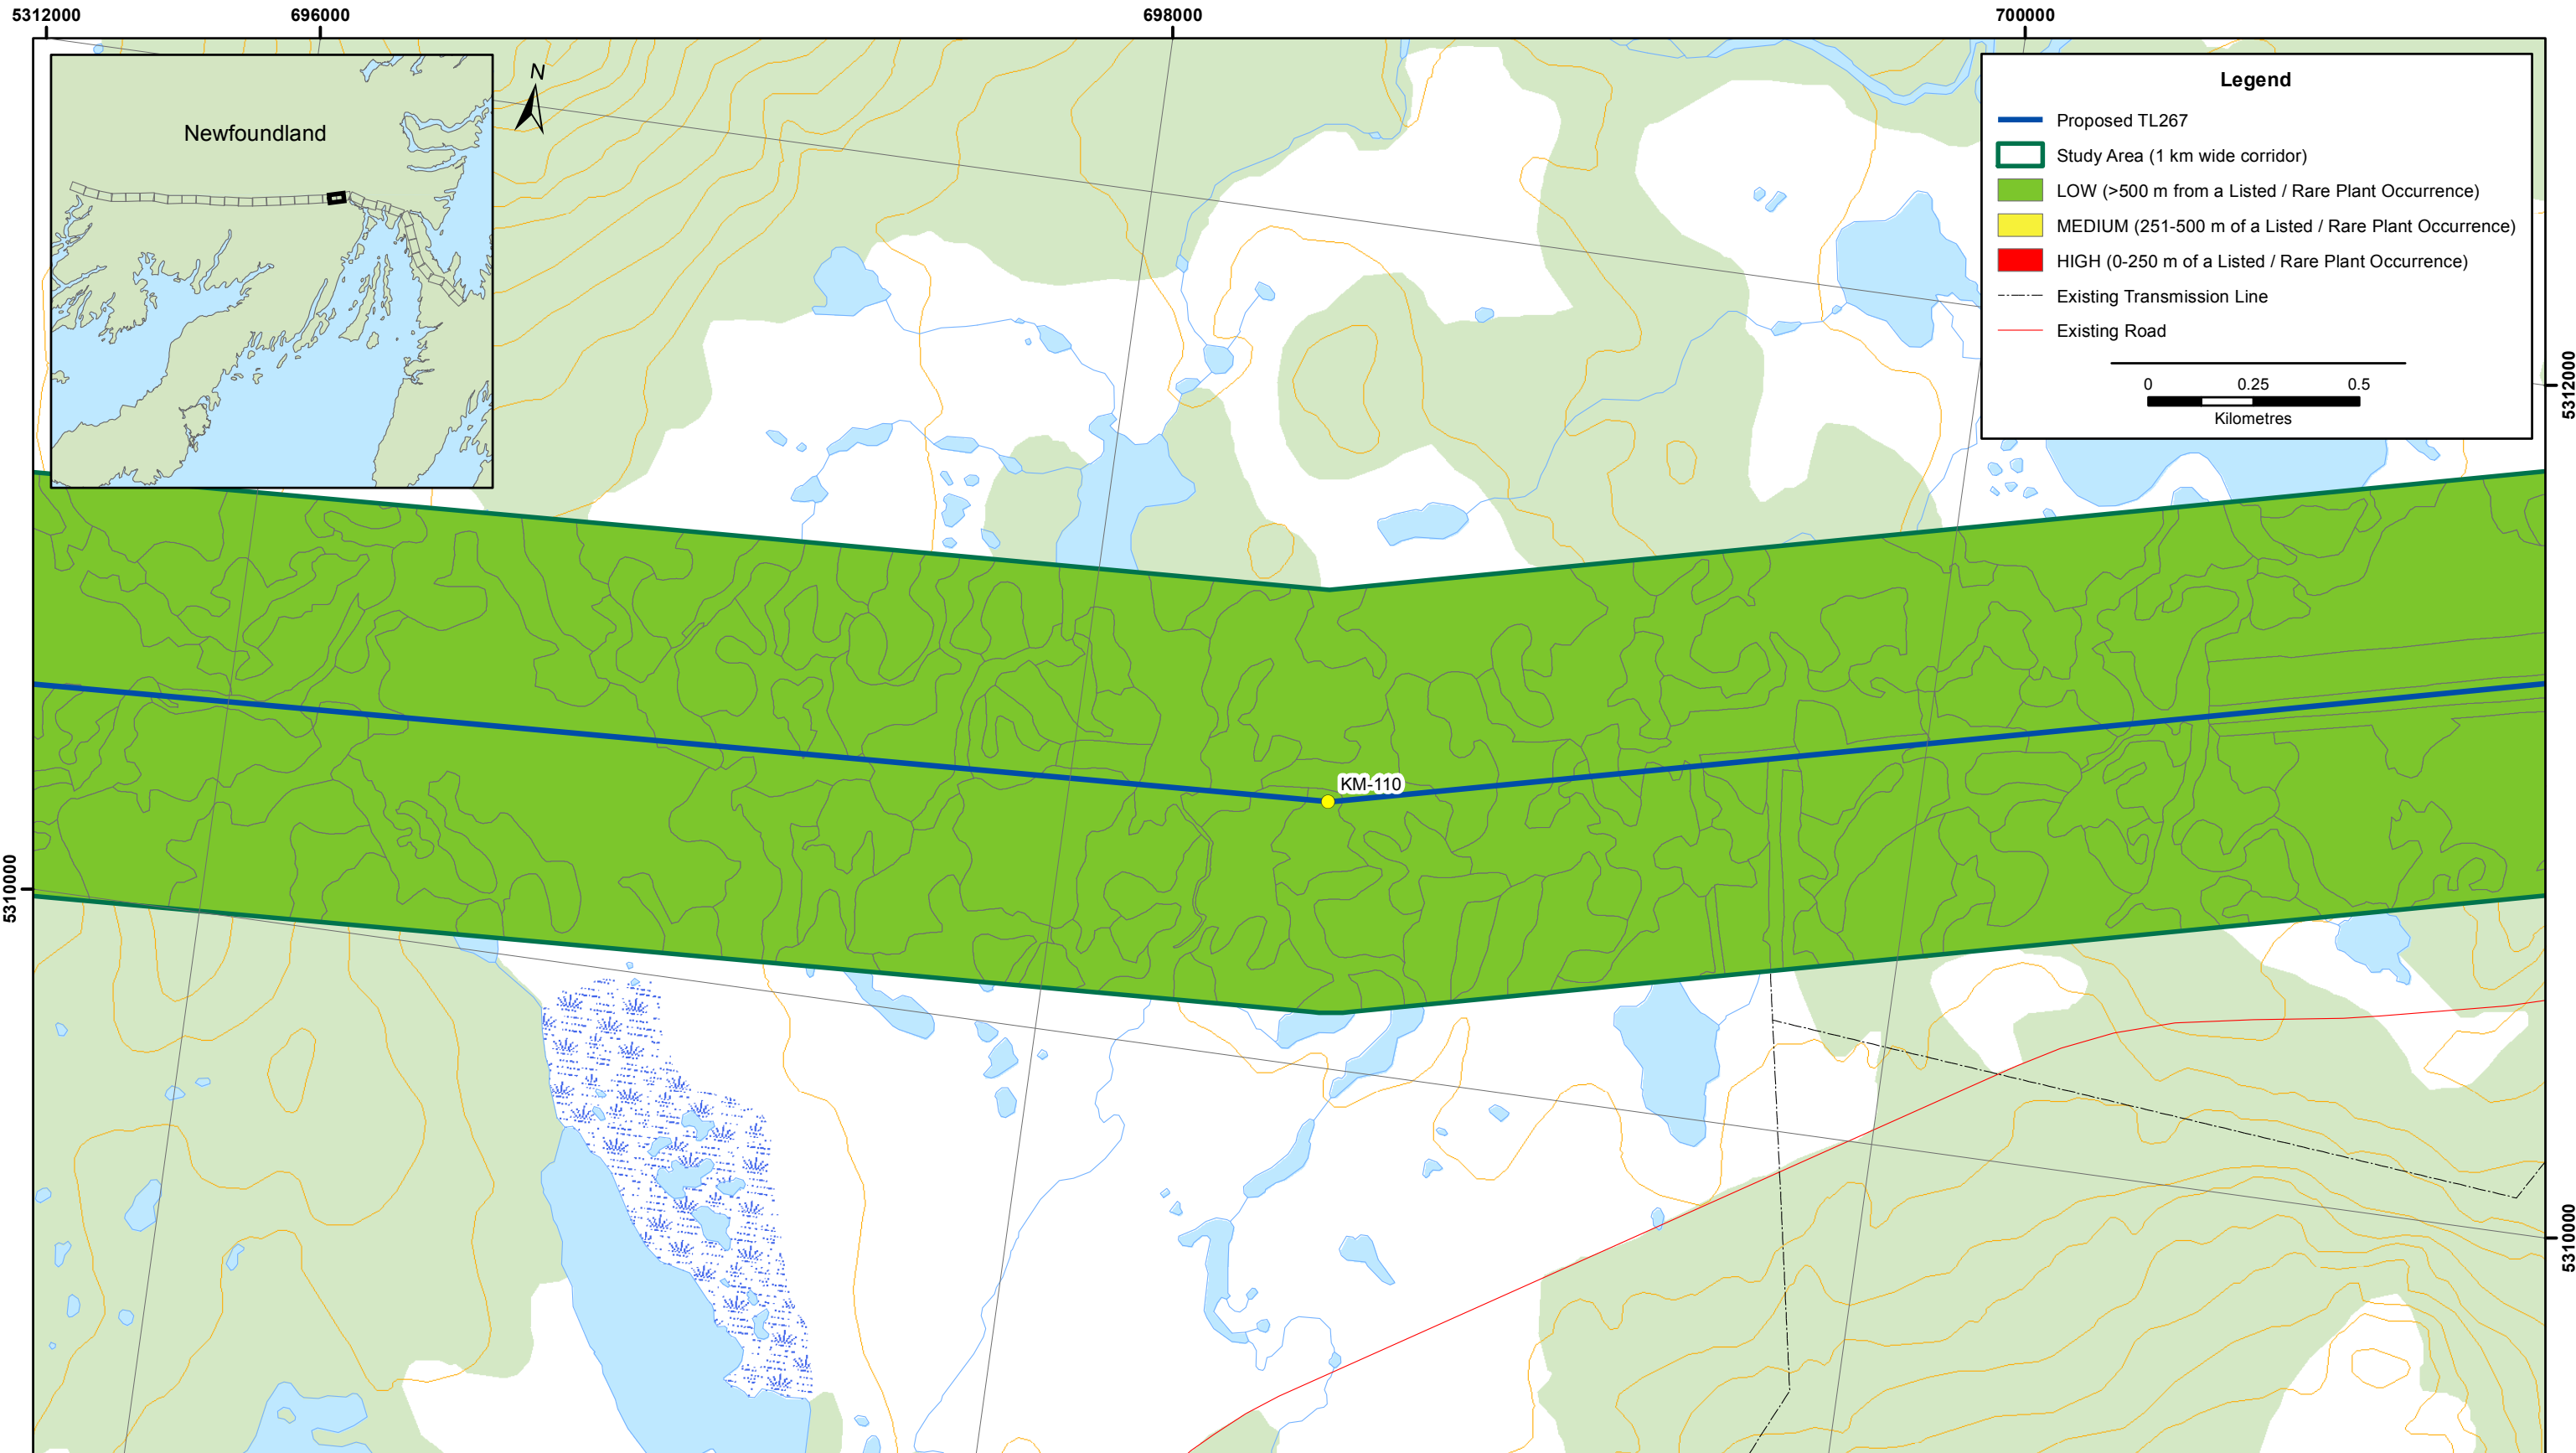 5312000
696000
698000
700000
Newfoundland
N
Legend
Proposed TL267
Study Area (1 km wide corridor)
LOW (>500 m from a Listed / Rare Plant Occurrence)
MEDIUM (251-500 m of a Listed / Rare Plant Occurrence)
HIGH (0-250 m of a Listed / Rare Plant Occurrence)
Existing Transmission Line
Existing Road
0 0.25 0.5
Kilometres
5312000
KM-110
5310000
5310000